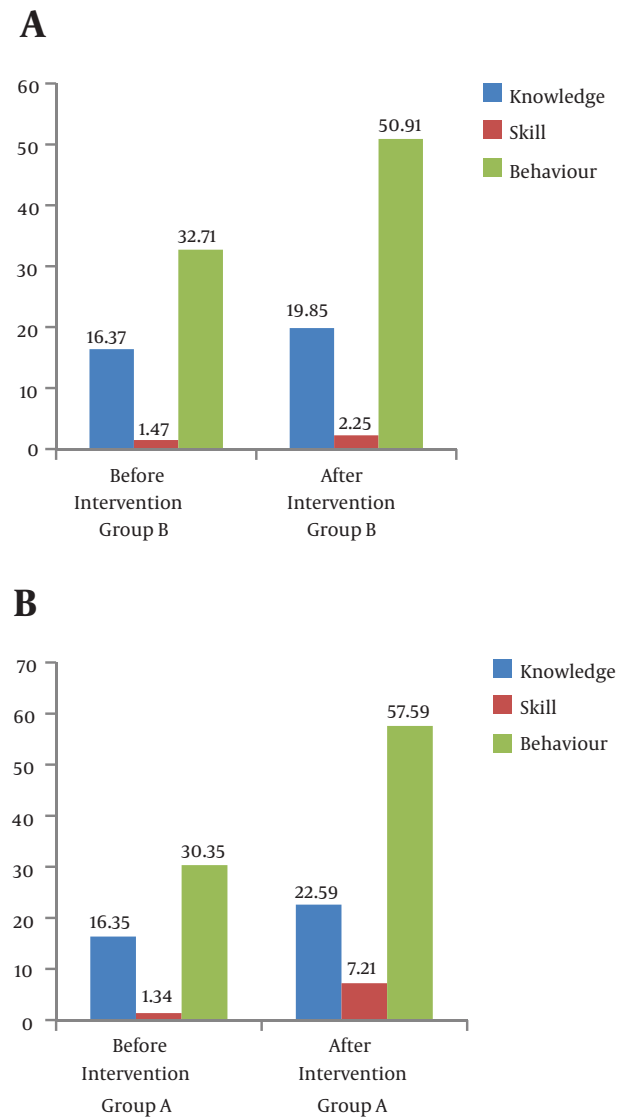 A
60
50
40
30
20
10
0
16.37
1.47
32.71
19.85
2.25
50.91
Before
Intervention
Group B
After
Intervention
Group B
Knowledge
Skill
Behaviour
B
70
60
50
40
30
20
10
0
16.35
1.34
30.35
22.59
7.21
57.59
Before
Intervention
Group A
After
Intervention
Group A
Knowledge
Skill
Behaviour